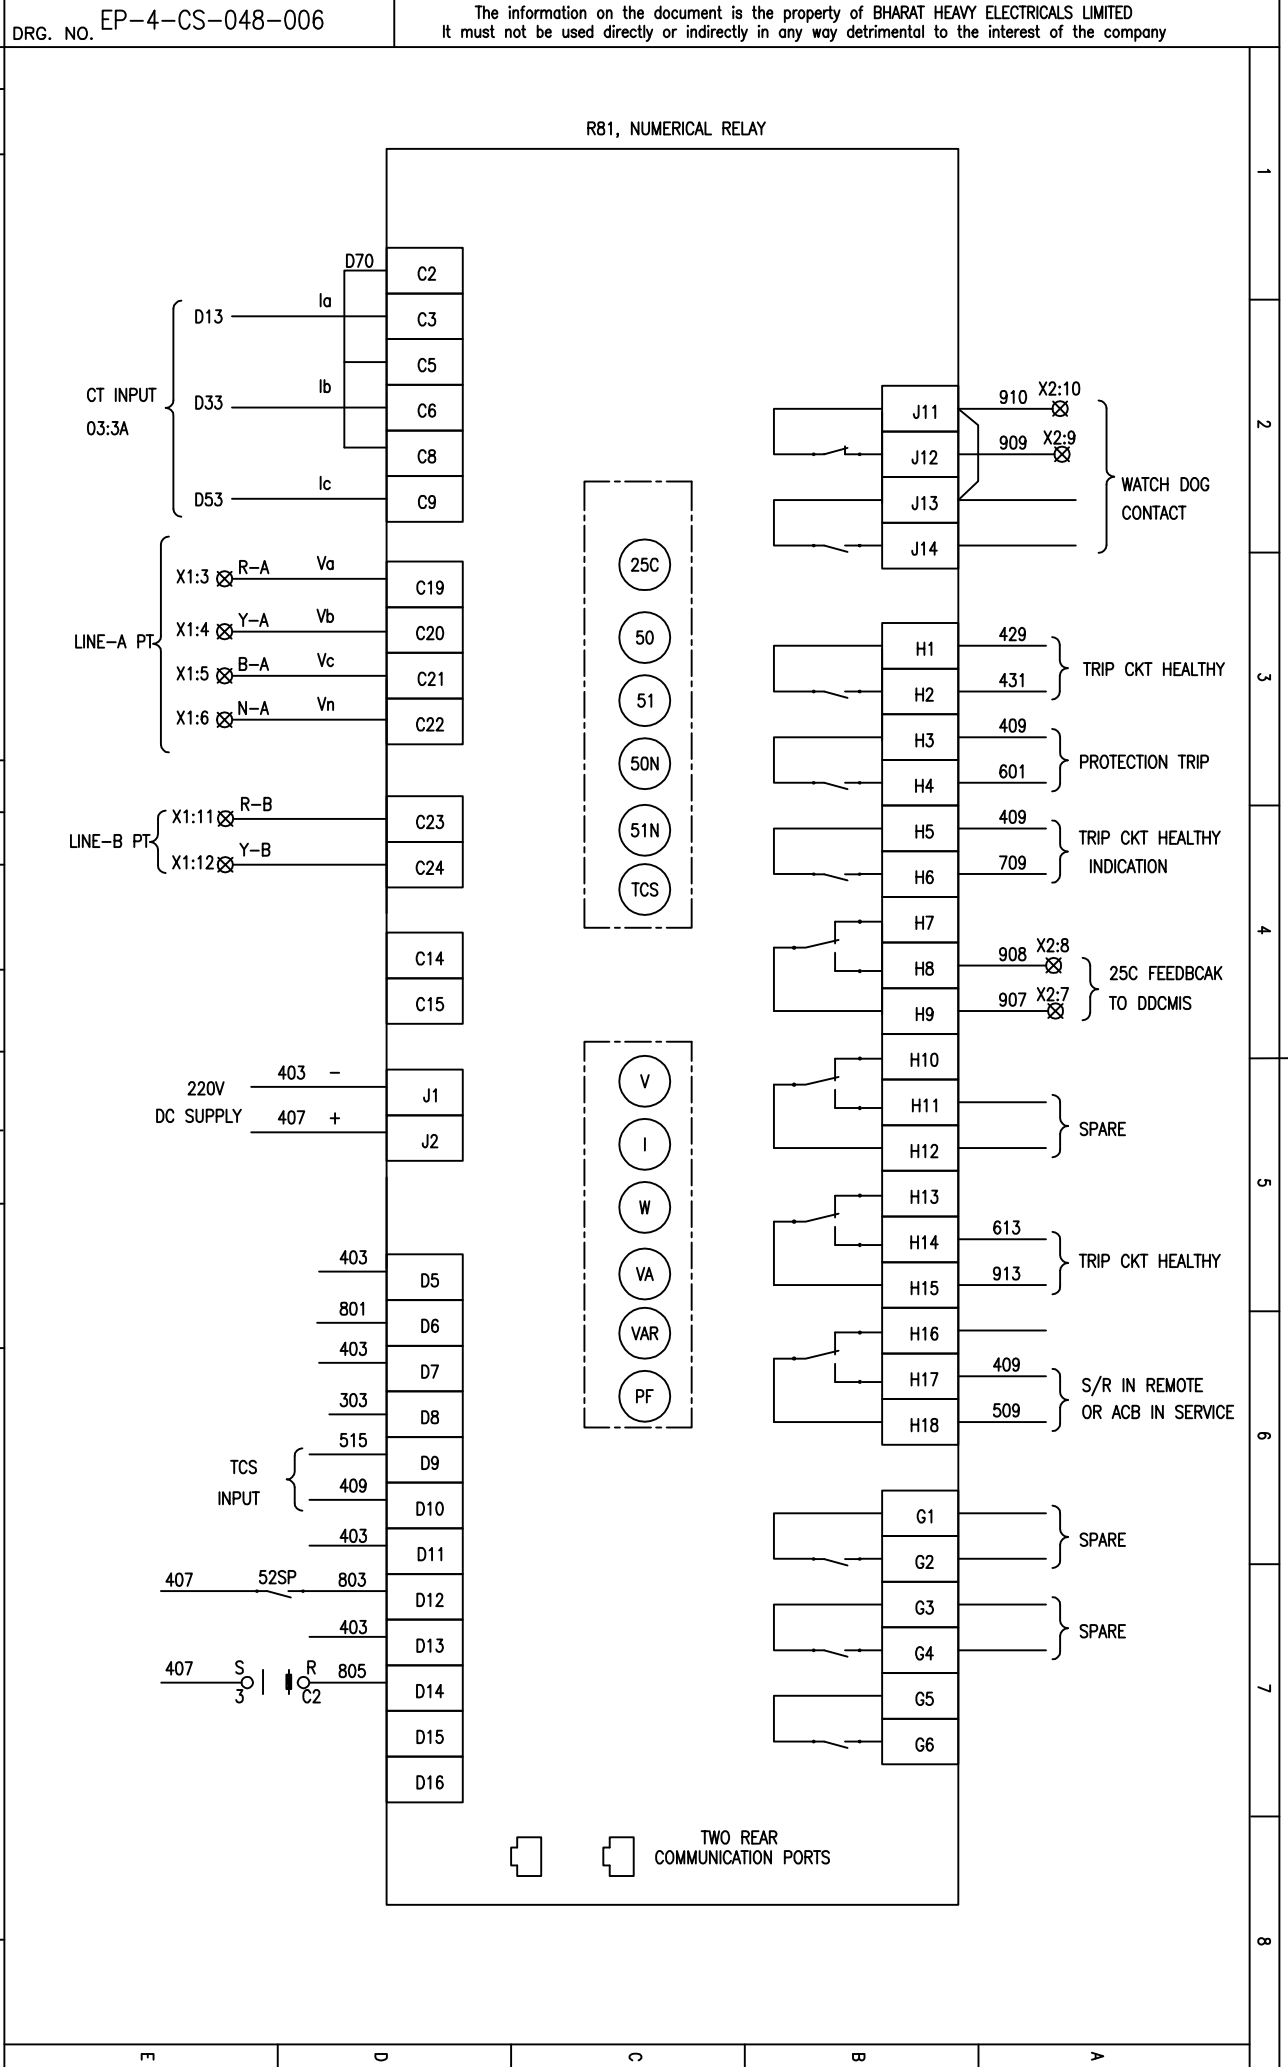 DRG. NO. EP-4-CS-048-006
The information on the document is the property of BHARAT HEAVY ELECTRICALS LIMITED
It must not be used directly or indirectly in any way detrimental to the interest of the company
R81, NUMERICAL RELAY
D70
C2
D13
Ia
C3
C5
CT INPUT
03:3A
D33
Ib
C6
C8
D53
Ic
C9
LINE-A PT
X1:3
R-A
Va
C19
X1:4
Y-A
Vb
C20
X1:5
B-A
Vc
C21
X1:6
N-A
Vn
C22
LINE-B PT
X1:11
R-B
C23
X1:12
Y-B
C24
C14
C15
220V
DC SUPPLY
403 -
J1
407 +
J2
403
D5
801
D6
403
D7
303
D8
TCS
INPUT
515
D9
409
D10
403
D11
407
52SP
803
D12
403
D13
407
S
3
R
C2
805
D14
D15
D16
25C
50
51
50N
51N
TCS
V
I
W
VA
VAR
PF
J11
910
X2:10
J12
909
X2:9
J13
J14
WATCH DOG
CONTACT
H1
429
H2
431
TRIP CKT HEALTHY
H3
409
H4
601
PROTECTION TRIP
H5
409
H6
709
TRIP CKT HEALTHY
INDICATION
H7
H8
908
X2:8
H9
907
X2:7
25C FEEDBCAK
TO DDCMIS
H10
H11
H12
SPARE
H13
H14
613
H15
913
TRIP CKT HEALTHY
H16
H17
409
H18
509
S/R IN REMOTE
OR ACB IN SERVICE
G1
G2
SPARE
G3
G4
SPARE
G5
G6
TWO REAR
COMMUNICATION PORTS
1
2
3
4
5
6
7
8
E
D
C
B
A